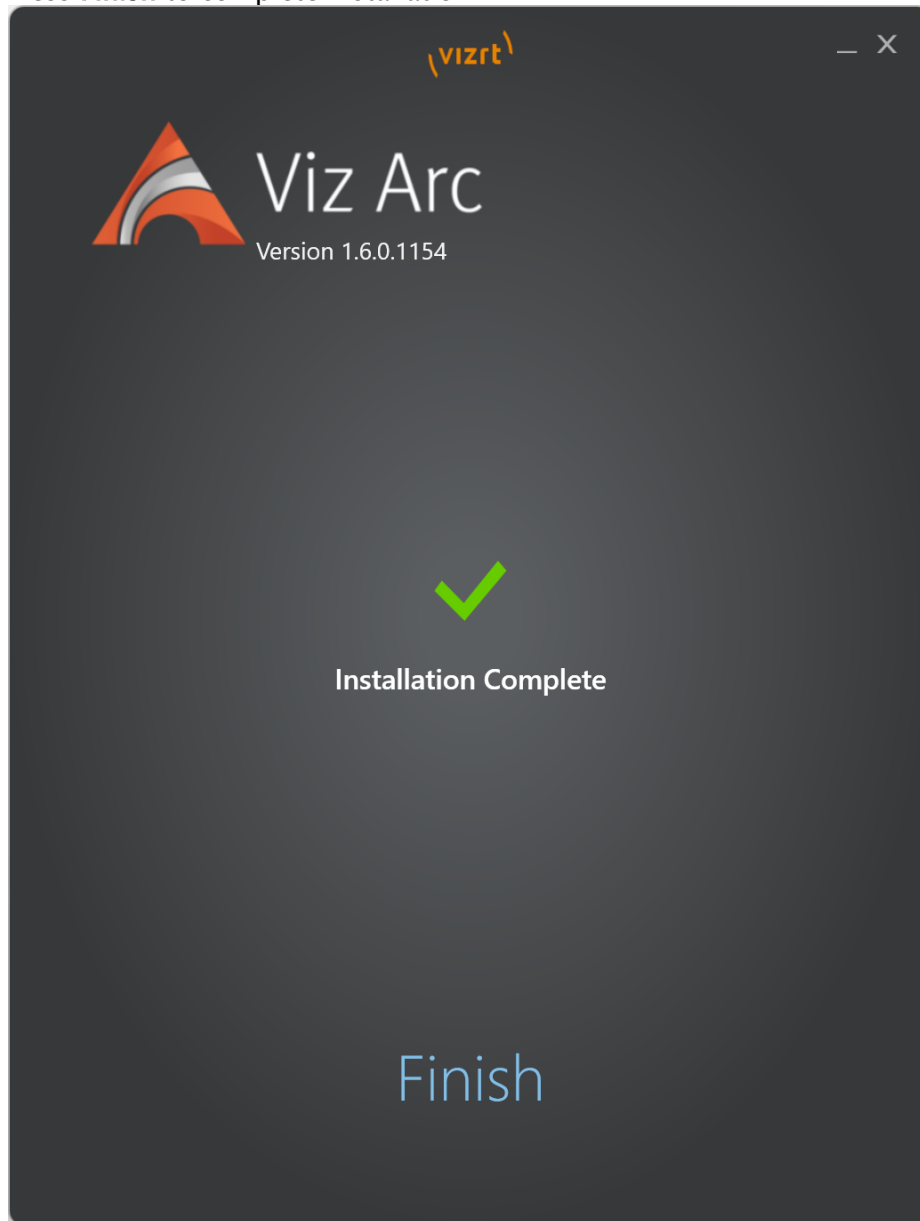 (vizrt)
Viz Arc
Version 1.6.0.1154
Installation Complete
Finish